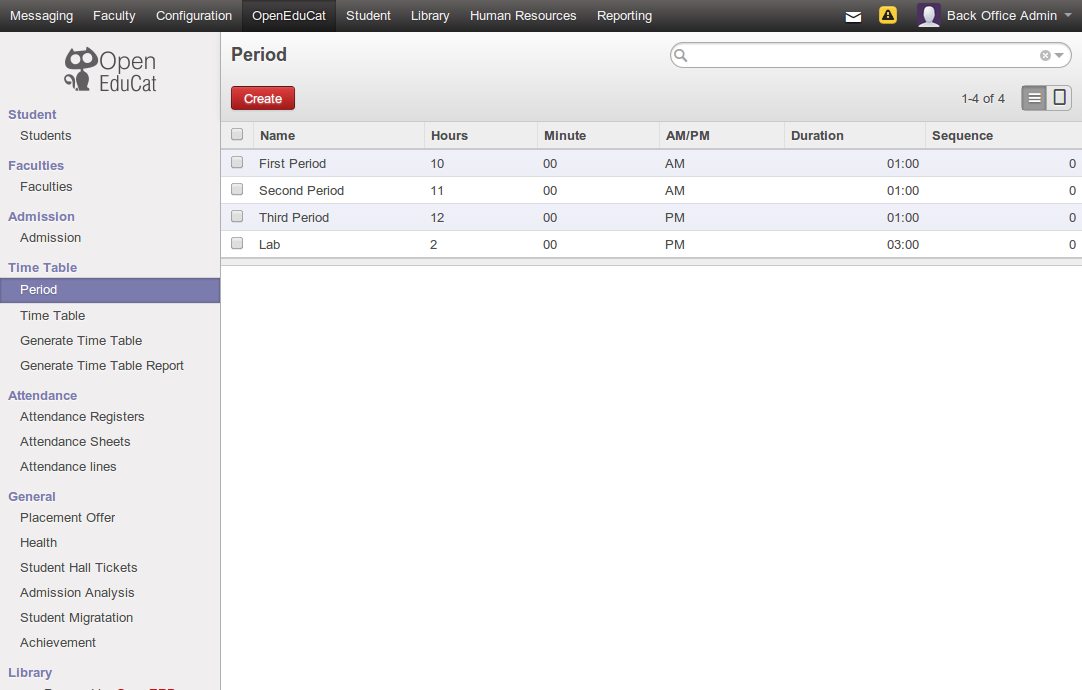 Messaging Faculty Configuration OpenEduCat Student Library Human Resources Reporting Back Office Admin
Open
EduCat
Student
Students
Faculties
Faculties
Admission
Admission
Time Table
Period
Time Table
Generate Time Table
Generate Time Table Report
Attendance
Attendance Registers
Attendance Sheets
Attendance lines
General
Placement Offer
Health
Student Hall Tickets
Admission Analysis
Student Migratation
Achievement
Library
Period
Create 1-4 of 4
Name Hours Minute AM/PM Duration Sequence
First Period 10 00 AM 01:00 0
Second Period 11 00 AM 01:00 0
Third Period 12 00 PM 01:00 0
Lab 2 00 PM 03:00 0